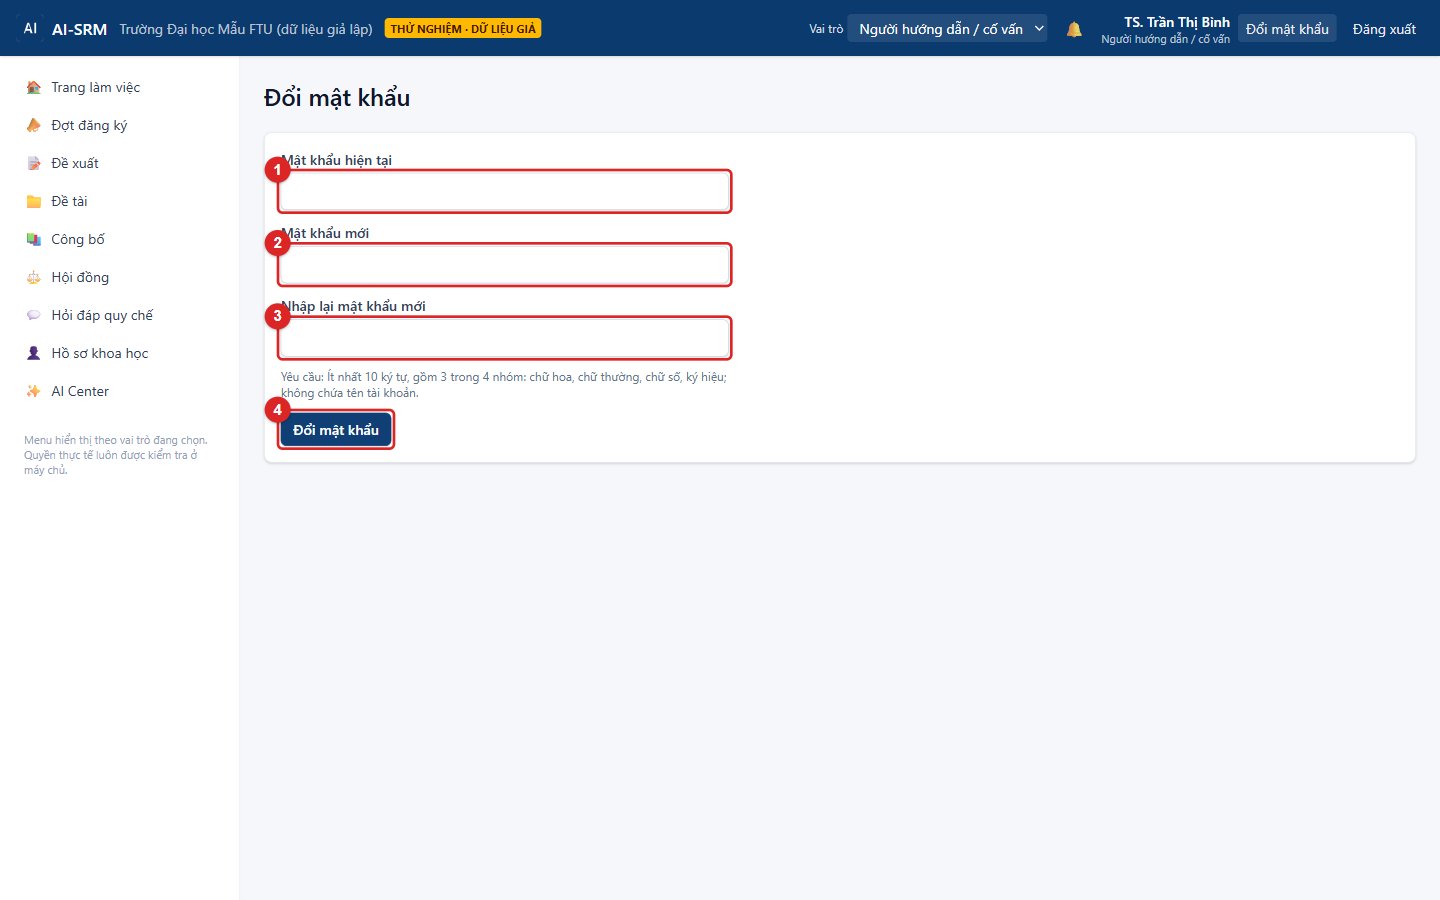 AI AI-SRM Trường Đại học Mẫu FTU (dữ liệu giả lập) THỬ NGHIỆM · DỮ LIỆU GIẢ Vai trò Người hướng dẫn / cố vấn TS. Trần Thị Bình Đổi mật khẩu Đăng xuất
Người hướng dẫn / cố vấn
Trang làm việc
Đợt đăng ký
Đề xuất
Đề tài
Công bố
Hội đồng
Hỏi đáp quy chế
Hồ sơ khoa học
AI Center
Menu hiển thị theo vai trò đang chọn.
Quyền thực tế luôn được kiểm tra ở
máy chủ.
Đổi mật khẩu
Mật khẩu hiện tại
1
Mật khẩu mới
2
Nhập lại mật khẩu mới
3
Yêu cầu: Ít nhất 10 ký tự, gồm 3 trong 4 nhóm: chữ hoa, chữ thường, chữ số, ký hiệu;
không chứa tên tài khoản.
4
Đổi mật khẩu